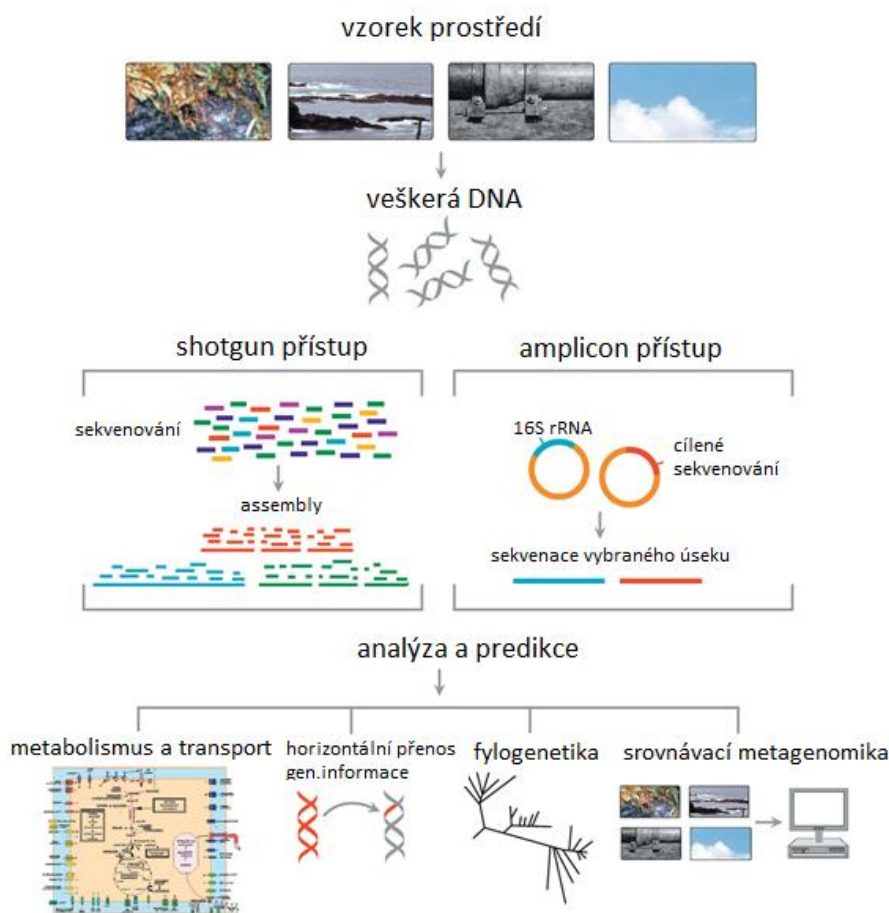 vzorek prostředí
veškerá DNA
shotgun přístup
amplicon přístup
sekvenování
16S rRNA
cílené
sekvenování
assembly
sekvenace vybraného úseku
analýza a predikce
metabolismus a transport
horizontální přenos
gen.informace
fylogenetika
srovnávací metagenomika